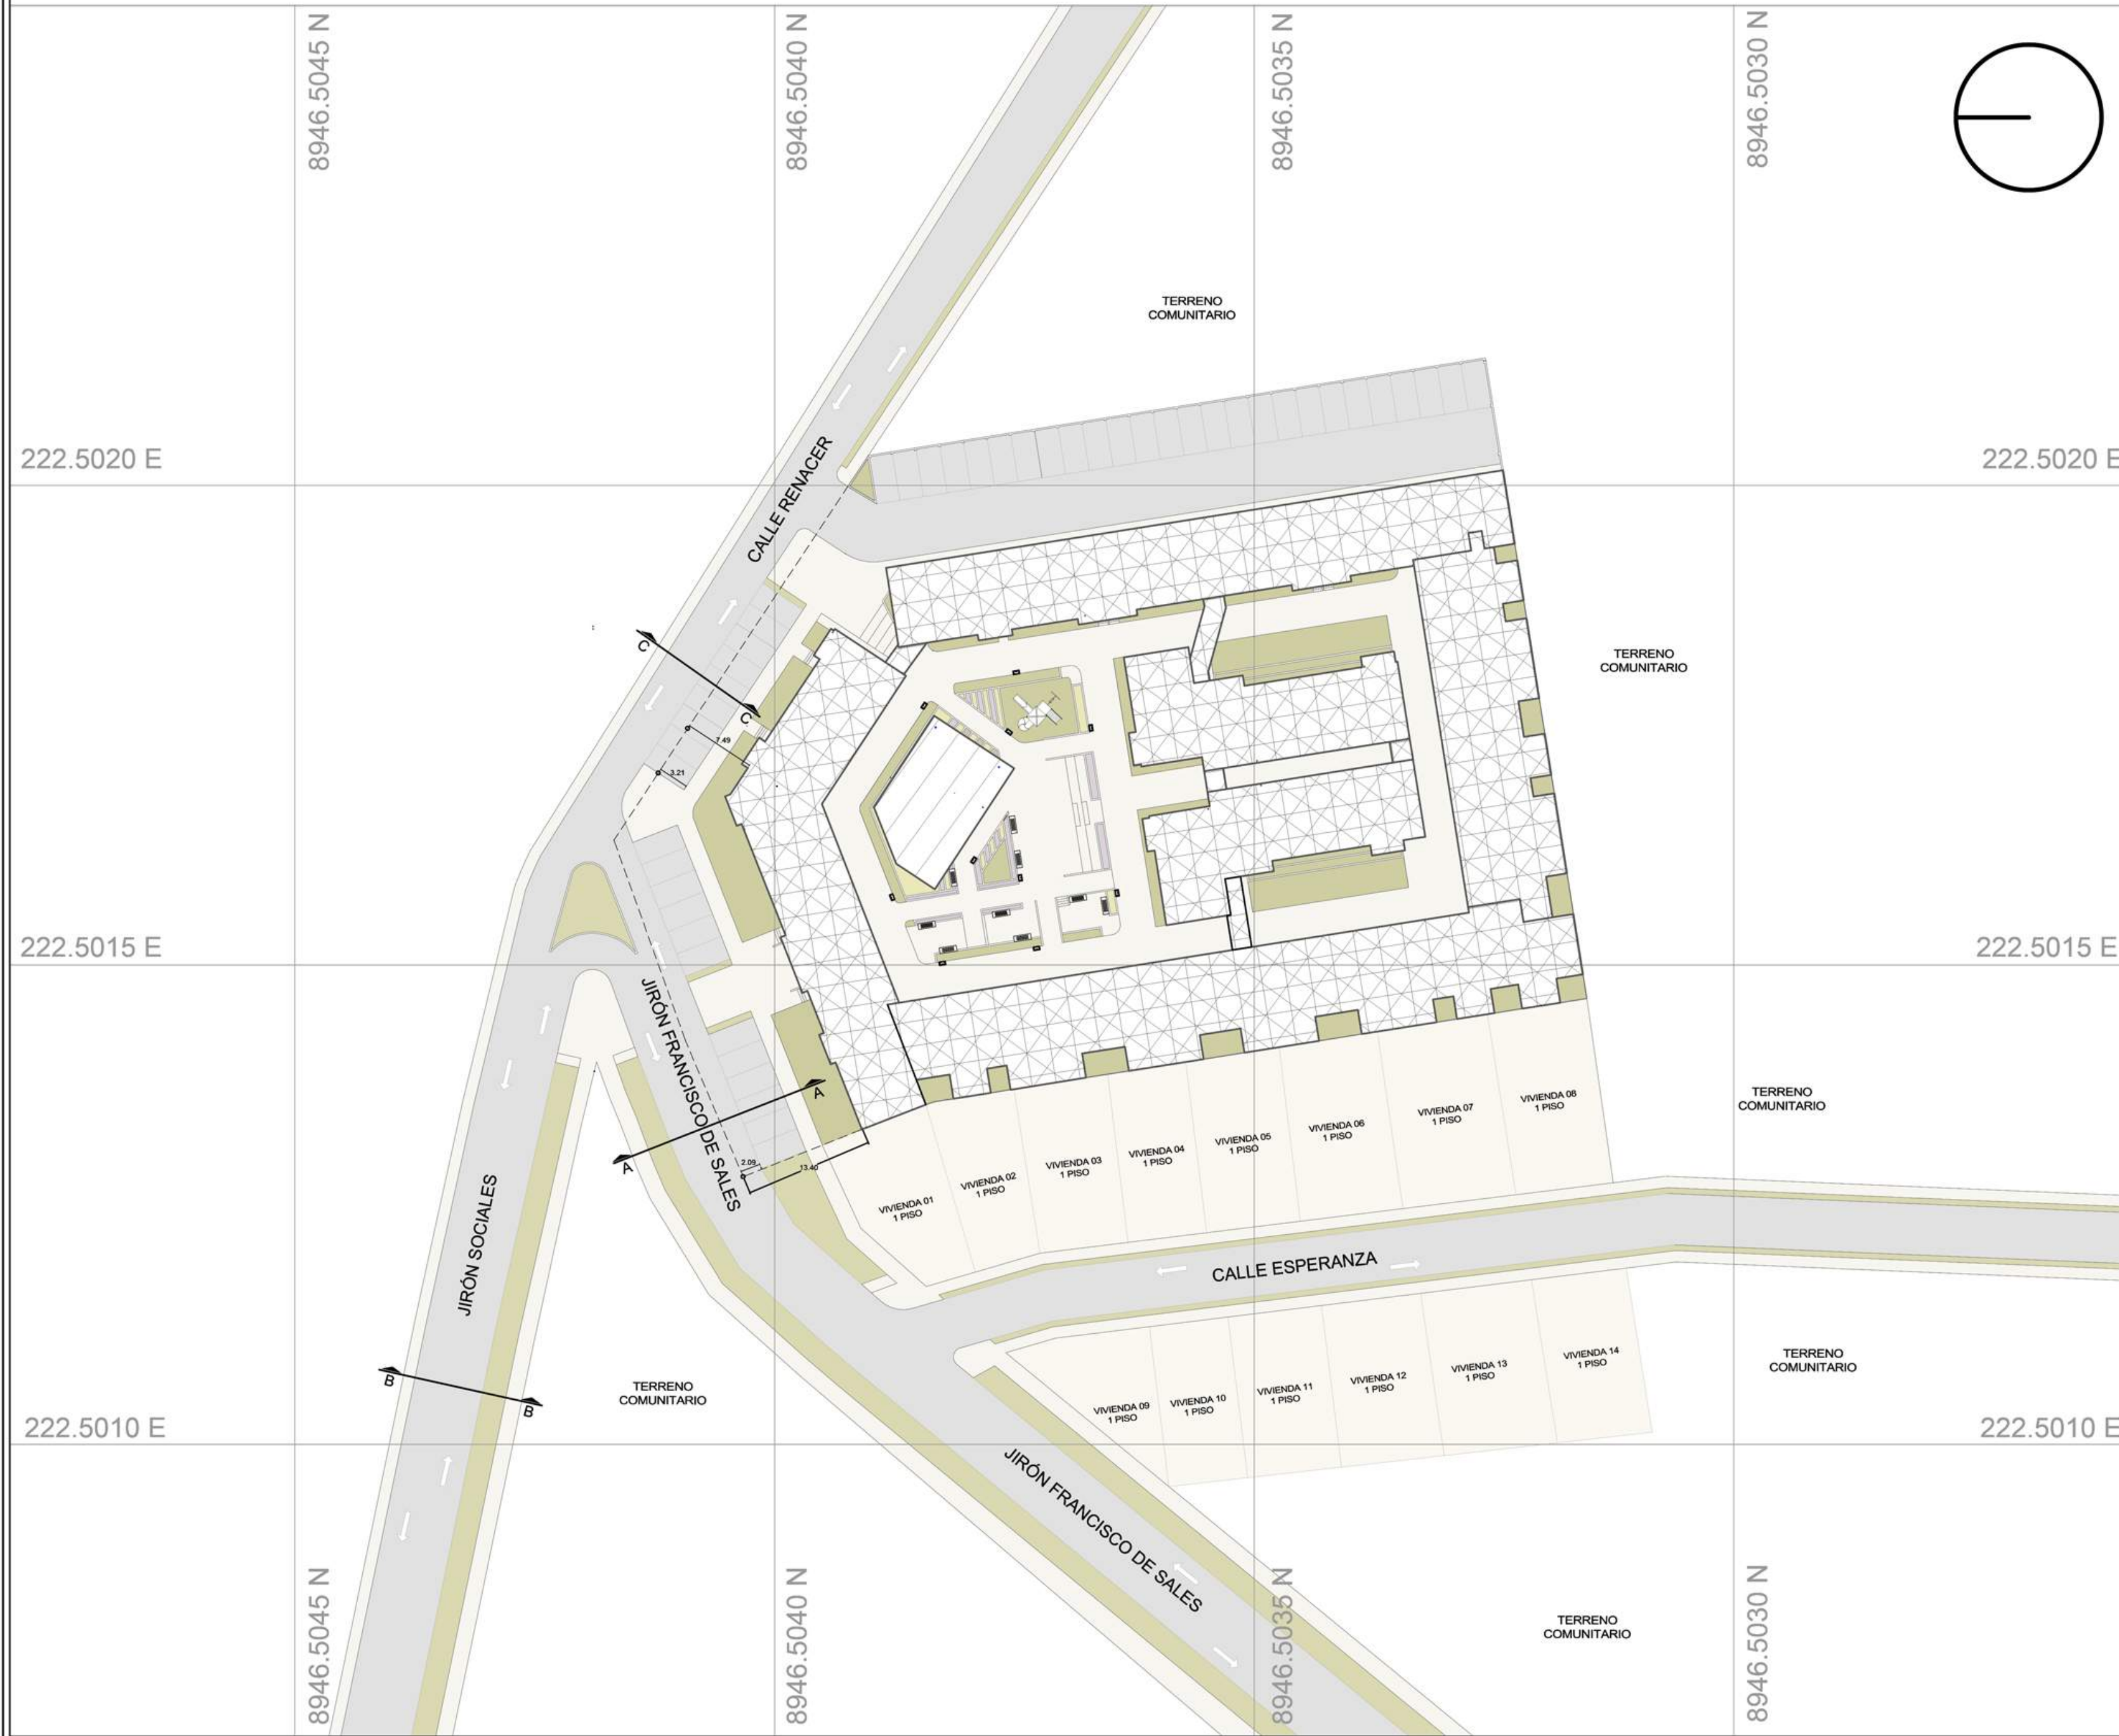 8946.5045 N
8946.5040 N
8946.5035 N
8946.5030 N
TERRENO
COMUNITARIO
222.5020 E
222.5020 E
CALLE RENACER
C
C
7.49
3.21
TERRENO
COMUNITARIO
222.5015 E
222.5015 E
JIRÓN FRANCISCO DE SALES
A
A
2.09
13.40
VIVIENDA 01
1 PISO
VIVIENDA 02
1 PISO
VIVIENDA 03
1 PISO
VIVIENDA 04
1 PISO
VIVIENDA 05
1 PISO
VIVIENDA 06
1 PISO
VIVIENDA 07
1 PISO
VIVIENDA 08
1 PISO
TERRENO
COMUNITARIO
JIRÓN SOCIALES
CALLE ESPERANZA
B
B
TERRENO
COMUNITARIO
VIVIENDA 09
1 PISO
VIVIENDA 10
1 PISO
VIVIENDA 11
1 PISO
VIVIENDA 12
1 PISO
VIVIENDA 13
1 PISO
VIVIENDA 14
1 PISO
TERRENO
COMUNITARIO
222.5010 E
222.5010 E
JIRÓN FRANCISCO DE SALES
TERRENO
COMUNITARIO
8946.5045 N
8946.5040 N
8946.5035 N
8946.5030 N